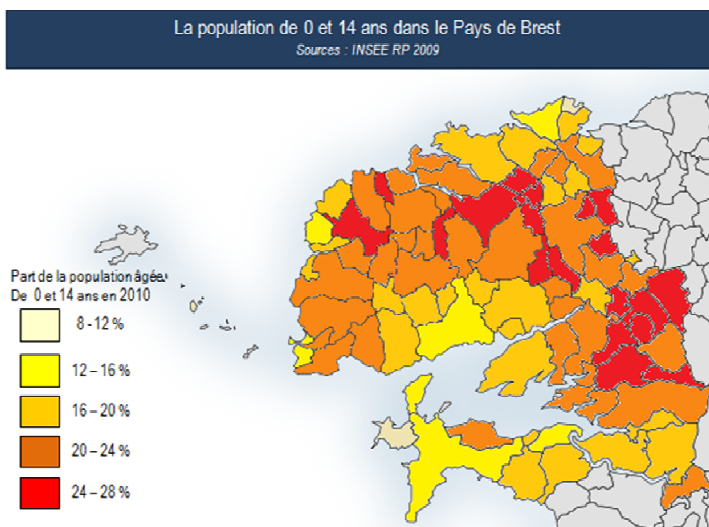 La population de 0 et 14 ans dans le Pays de Brest
Sources : INSEE RP 2009
Part de la population âgée
De 0 et 14 ans en 2010
8 - 12 %
12 – 16 %
16 – 20 %
20 – 24 %
24 – 28 %